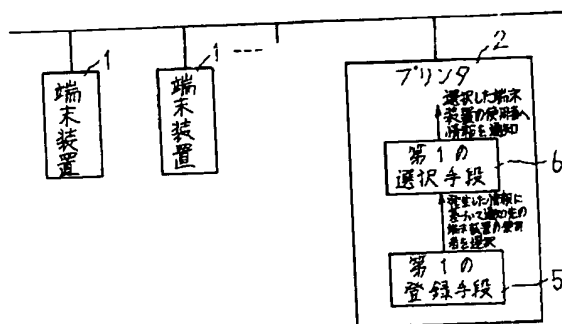 1
端末装置
1
端末装置
2
プリンタ
選択した端末
装置の使用者へ
情報を通知
第1の
選択手段
6
発生した情報に
基づいて通知先の
端末装置の使用
者を選択
第1の
登録手段
5